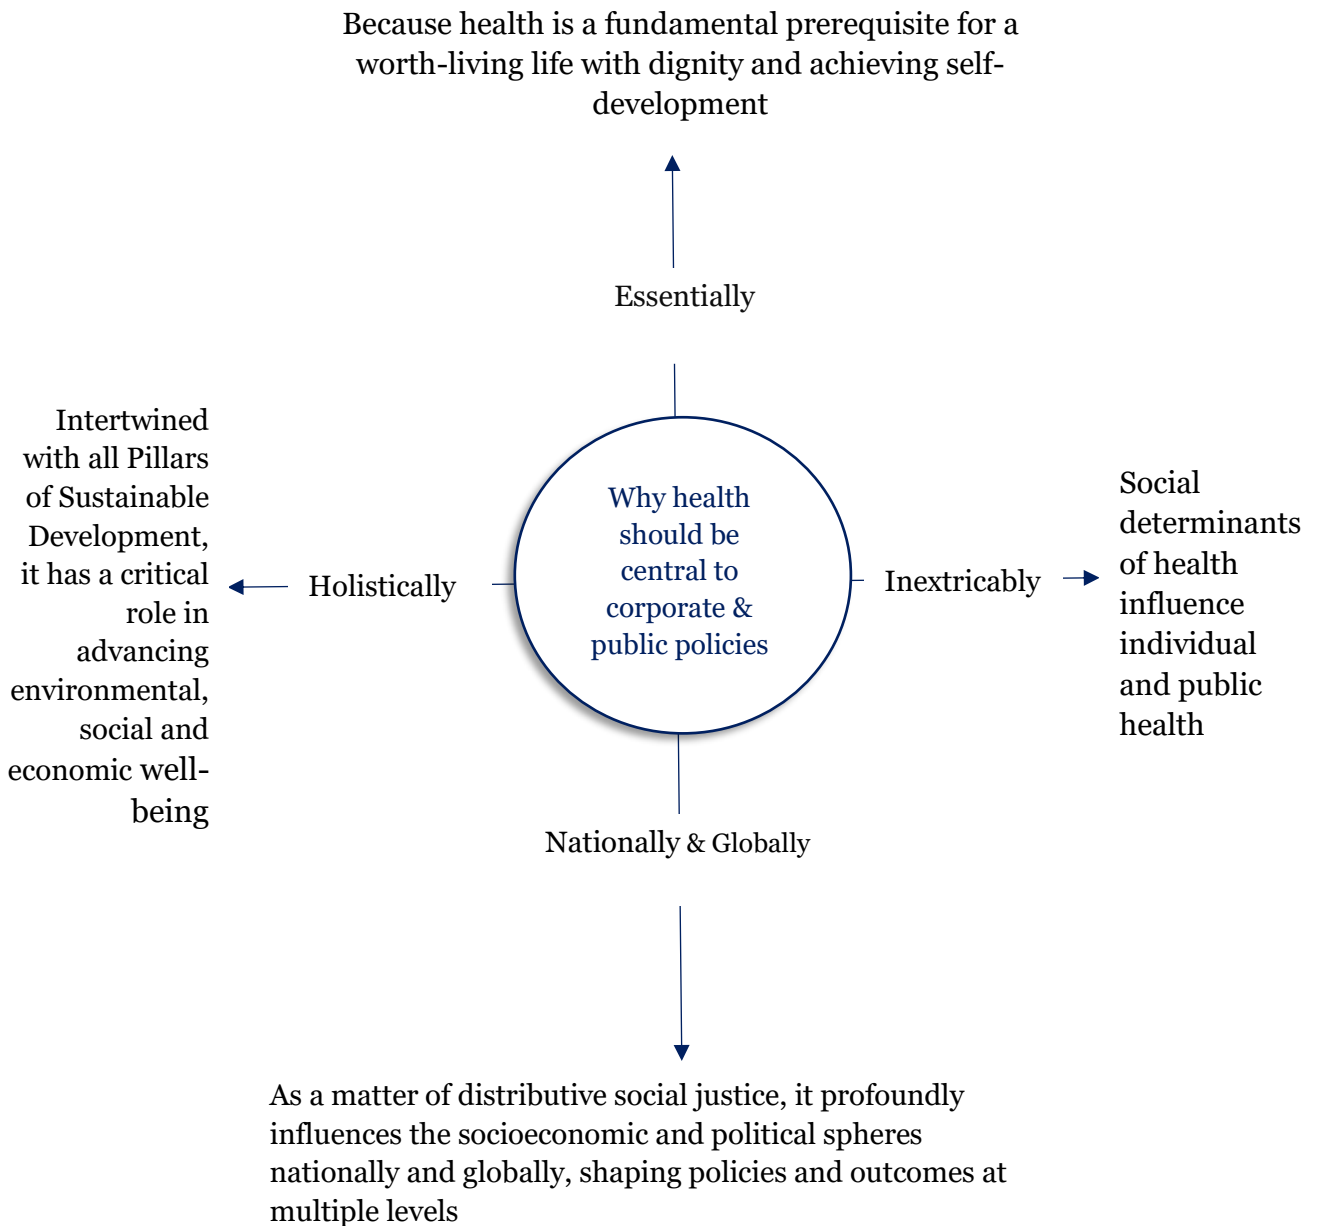 Because health is a fundamental prerequisite for a
worth-living life with dignity and achieving self-
development
Essentially
Intertwined
with all Pillars
of Sustainable
Development,
it has a critical
role in
advancing
environmental,
social and
economic well-
being
Holistically
Why health
should be
central to
corporate &
public policies
Inextricably
Social
determinants
of health
influence
individual
and public
health
Nationally & Globally
As a matter of distributive social justice, it profoundly
influences the socioeconomic and political spheres
nationally and globally, shaping policies and outcomes at
multiple levels